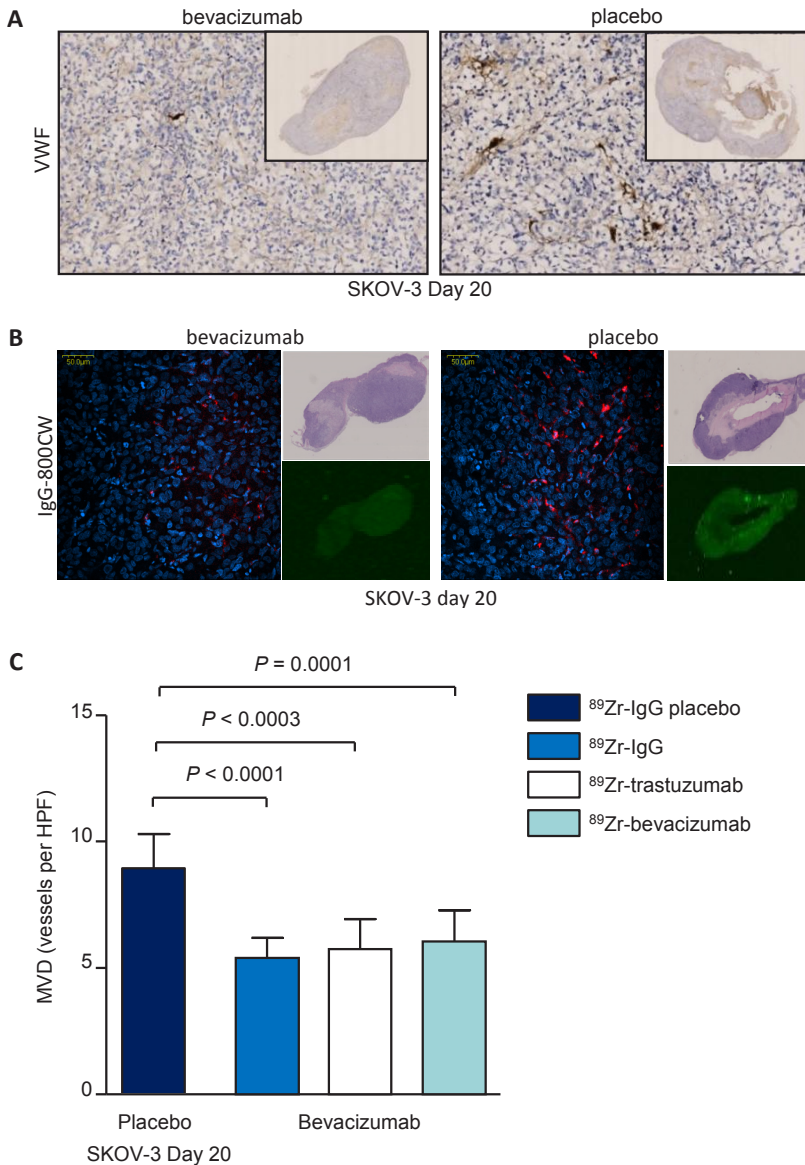 A
bevacizumab
placebo
VWF
SKOV-3 Day 20
B
bevacizumab
placebo
50.0µm
50.0µm
IgG-800CW
SKOV-3 day 20
C
P = 0.0001
P < 0.0003
P < 0.0001
⁸⁹Zr-IgG placebo
⁸⁹Zr-IgG
⁸⁹Zr-trastuzumab
⁸⁹Zr-bevacizumab
MVD (vessels per HPF)
15
10
5
0
Placebo
Bevacizumab
SKOV-3 Day 20